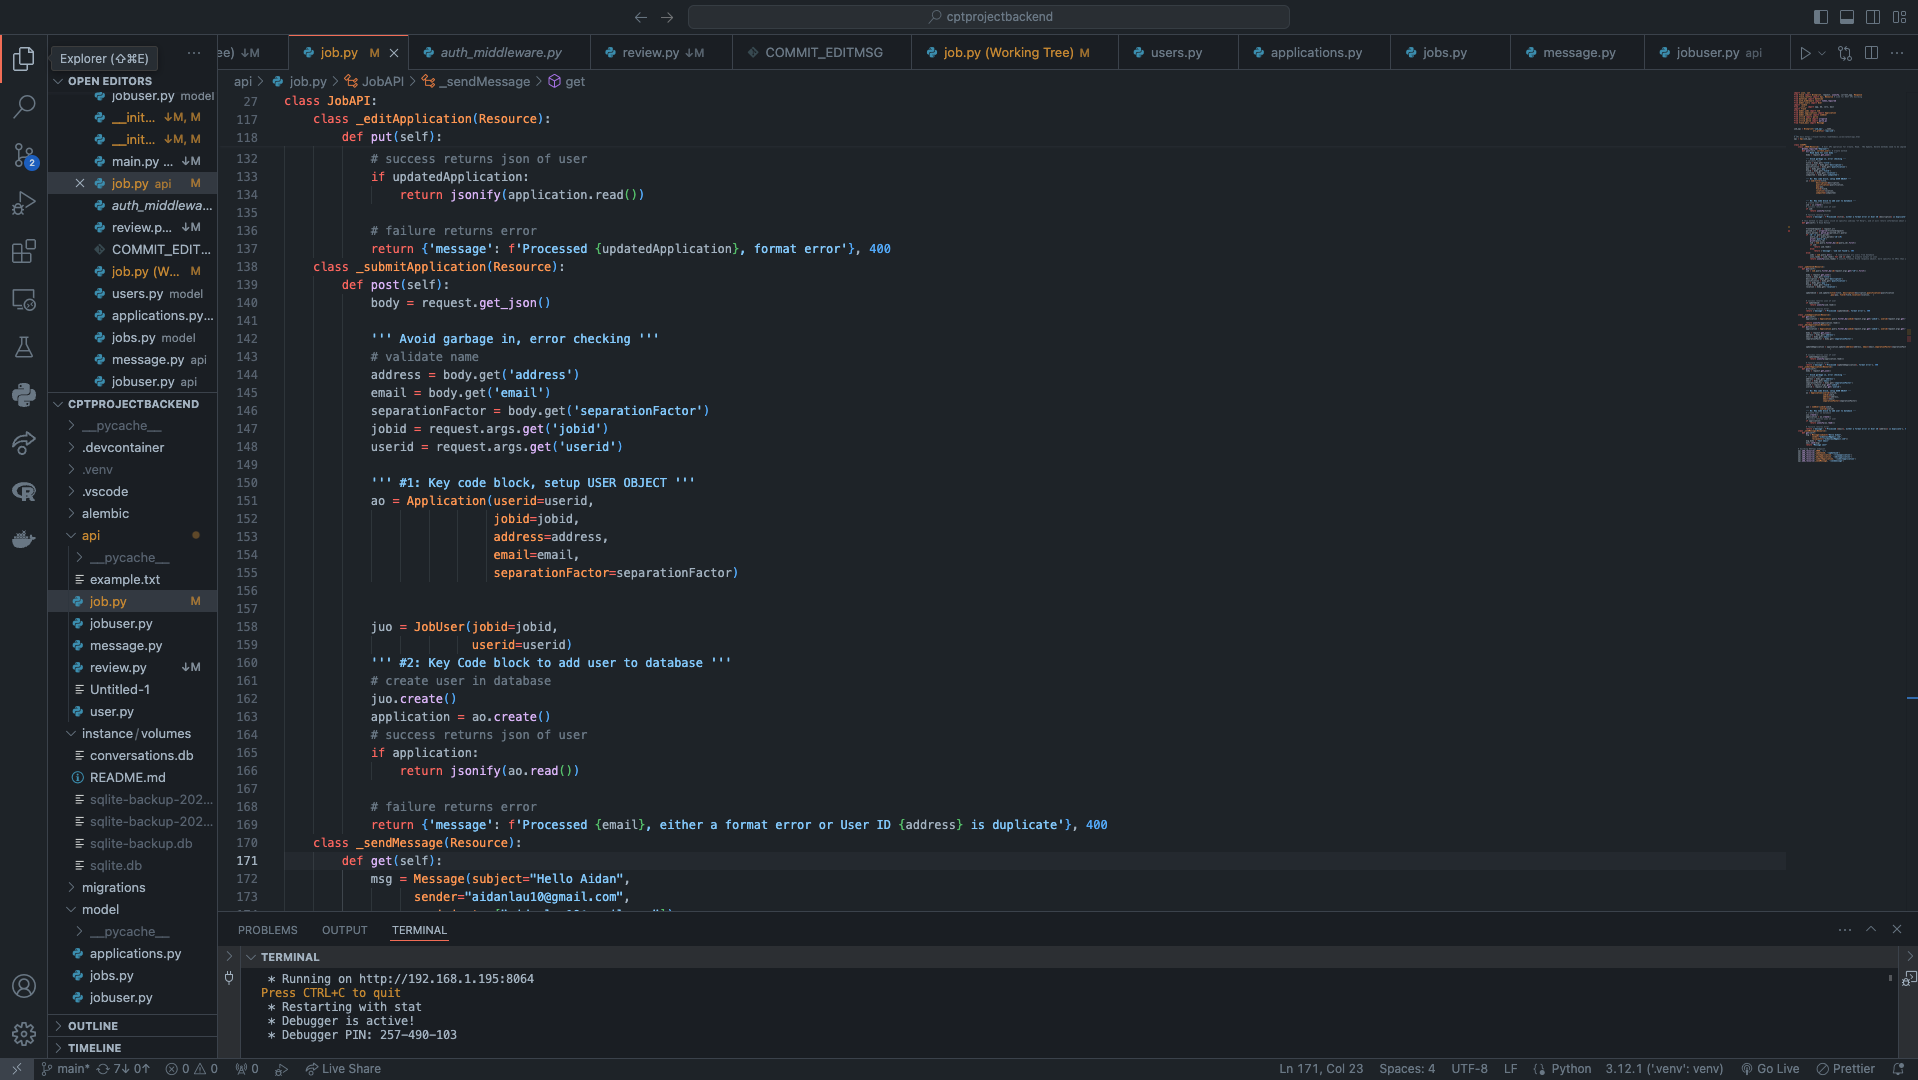 cptprojectbackend
Explorer (⇧⌘E)
ee) ↓M
job.py M
auth_middleware.py
review.py ↓M
COMMIT_EDITMSG
job.py (Working Tree) M
users.py
applications.py
jobs.py
message.py
jobuser.py api
api > job.py > JobAPI > _sendMessage > get
OPEN EDITORS
jobuser.py model
__init... ↓M, M
__init... ↓M, M
main.py ... ↓M
job.py api M
auth_middlewa...
review.p... ↓M
COMMIT_EDIT...
job.py (W... M
users.py model
applications.py...
jobs.py model
message.py api
jobuser.py api
CPTPROJECTBACKEND
__pycache__
.devcontainer
.venv
.vscode
alembic
api
__pycache__
example.txt
job.py M
jobuser.py
message.py
review.py ↓M
Untitled-1
user.py
instance/volumes
conversations.db
README.md
sqlite-backup-202...
sqlite-backup-202...
sqlite-backup.db
sqlite.db
migrations
model
__pycache__
applications.py
jobs.py
jobuser.py
OUTLINE
TIMELINE
27 class JobAPI:
117 class _editApplication(Resource):
118 def put(self):
132 # success returns json of user
133 if updatedApplication:
134 return jsonify(application.read())
135
136 # failure returns error
137 return {'message': f'Processed {updatedApplication}, format error'}, 400
138 class _submitApplication(Resource):
139 def post(self):
140 body = request.get_json()
141
142 ''' Avoid garbage in, error checking '''
143 # validate name
144 address = body.get('address')
145 email = body.get('email')
146 separationFactor = body.get('separationFactor')
147 jobid = request.args.get('jobid')
148 userid = request.args.get('userid')
149
150 ''' #1: Key code block, setup USER OBJECT '''
151 ao = Application(userid=userid,
152 jobid=jobid,
153 address=address,
154 email=email,
155 separationFactor=separationFactor)
156
157
158 juo = JobUser(jobid=jobid,
159 userid=userid)
160 ''' #2: Key Code block to add user to database '''
161 # create user in database
162 juo.create()
163 application = ao.create()
164 # success returns json of user
165 if application:
166 return jsonify(ao.read())
167
168 # failure returns error
169 return {'message': f'Processed {email}, either a format error or User ID {address} is duplicate'}, 400
170 class _sendMessage(Resource):
171 def get(self):
172 msg = Message(subject="Hello Aidan",
173 sender="aidanlau10@gmail.com",
PROBLEMS OUTPUT TERMINAL
TERMINAL
* Running on http://192.168.1.195:8064
Press CTRL+C to quit
* Restarting with stat
* Debugger is active!
* Debugger PIN: 257-490-103
2
main* 7↓ 0↑ 0 0 0 Live Share
Ln 171, Col 23 Spaces: 4 UTF-8 LF Python 3.12.1 ('.venv': venv) Go Live Prettier